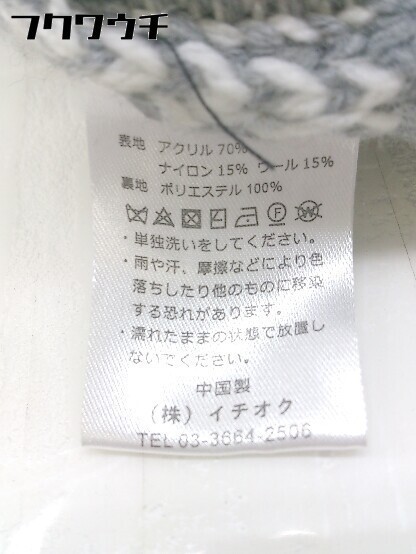 フクワウチ
表地 アクリル 70%
ナイロン 15% ウール 15%
裏地 ポリエステル 100%
・単独洗いをしてください。
・雨や汗、摩擦などにより色
落ちしたり他のものに移染
する恐れがあります。
・濡れたままの状態で放置し
ないでください。
中国製
(株) イチオク
TEL 03-3664-2506